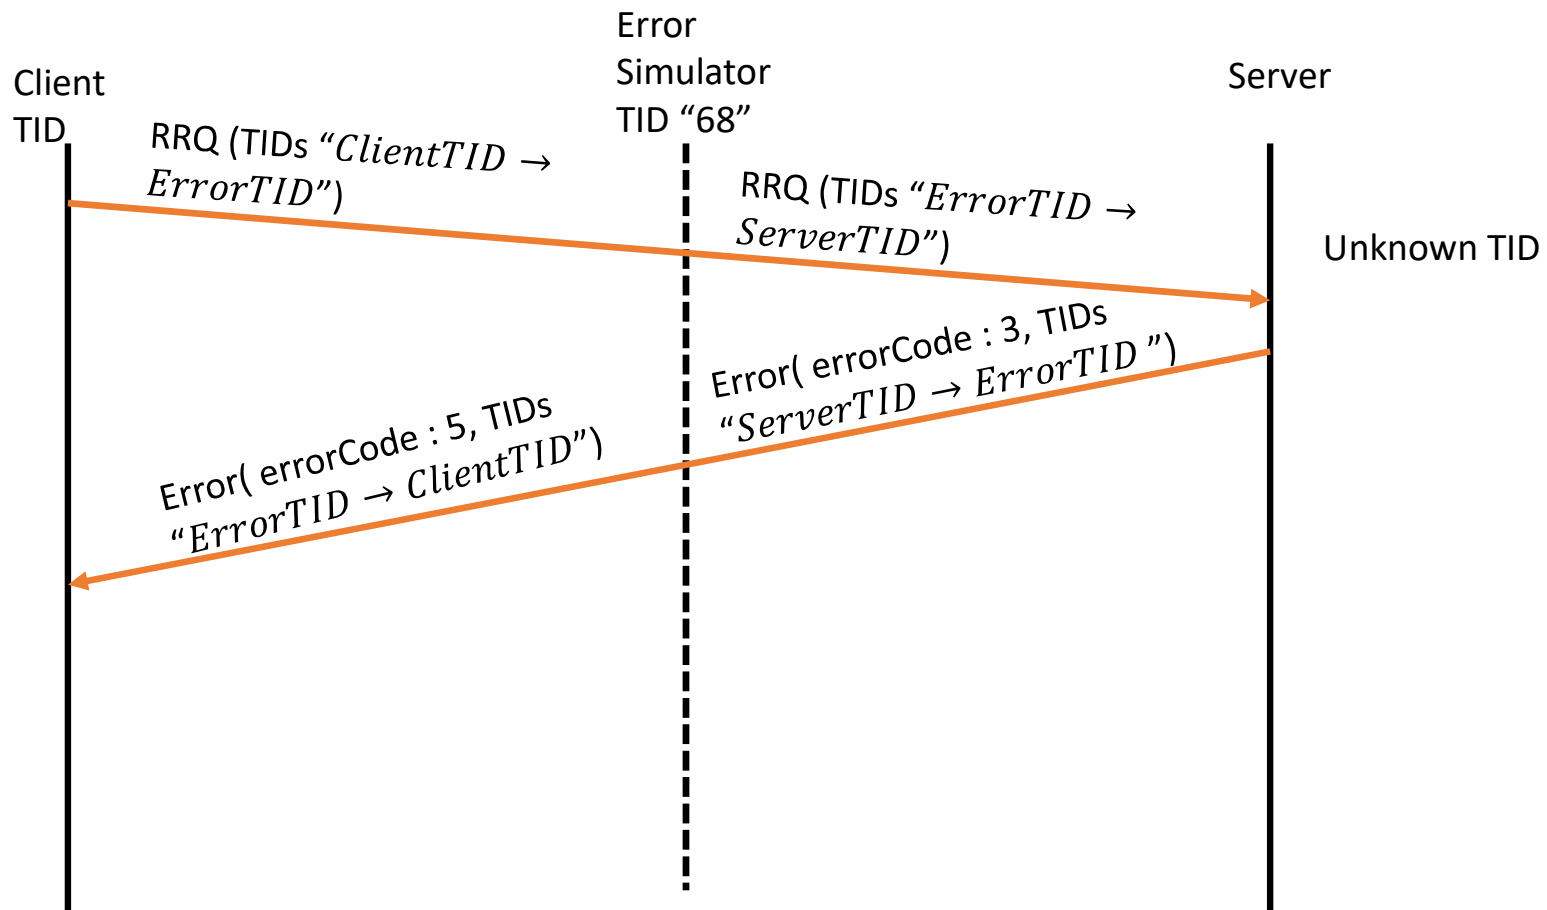 Error
Simulator
TID “68”
Client
TID
Server
RRQ (TIDs “ClientTID →
ErrorTID”)
RRQ (TIDs “ErrorTID →
ServerTID”)
Unknown TID
Error( errorCode : 3, TIDs
“ServerTID → ErrorTID ”)
Error( errorCode : 5, TIDs
“ErrorTID → ClientTID”)